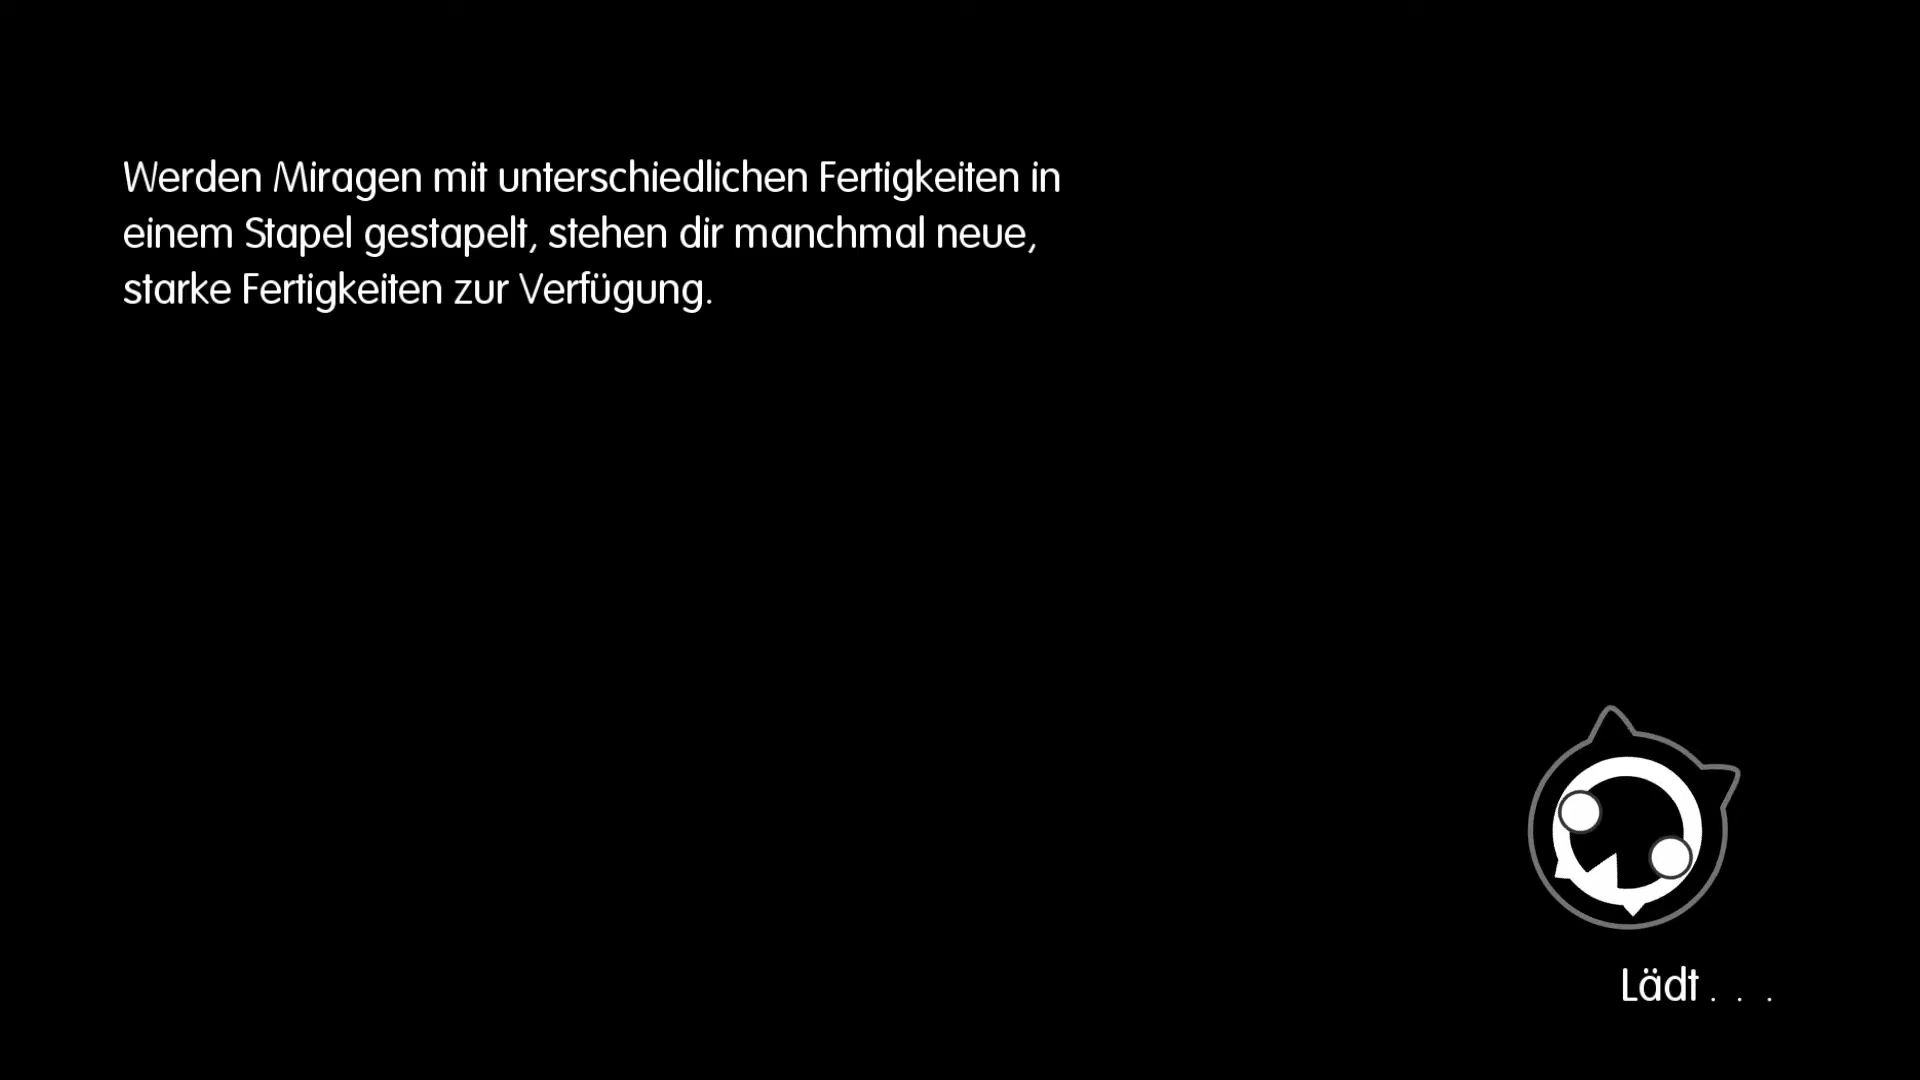 Werden Miragen mit unterschiedlichen Fertigkeiten in
einem Stapel gestapelt, stehen dir manchmal neue,
starke Fertigkeiten zur Verfügung.
Lädt . . .